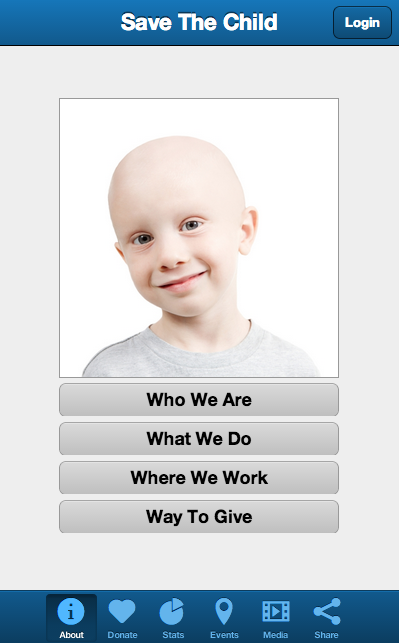 Save The Child
Login
Who We Are
What We Do
Where We Work
Way To Give
About Donate Stats Events Media Share